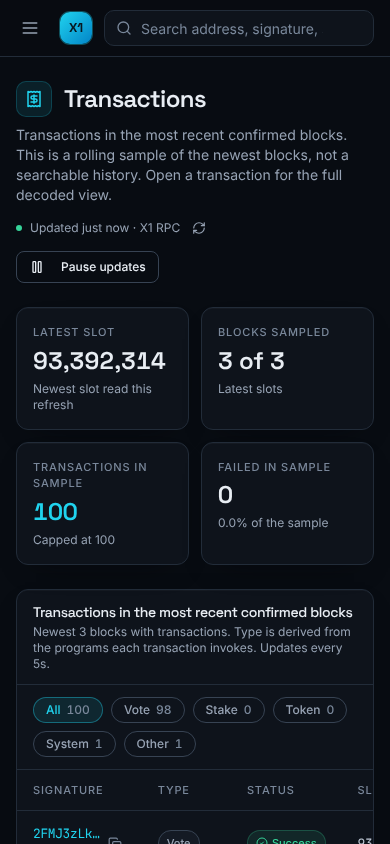 X1
Search address, signature,
Transactions
Transactions in the most recent confirmed blocks.
This is a rolling sample of the newest blocks, not a
searchable history. Open a transaction for the full
decoded view.
Updated just now · X1 RPC
Pause updates
LATEST SLOT
93,392,314
Newest slot read this
refresh
BLOCKS SAMPLED
3 of 3
Latest slots
TRANSACTIONS IN
SAMPLE
100
Capped at 100
FAILED IN SAMPLE
0
0.0% of the sample
Transactions in the most recent confirmed blocks
Newest 3 blocks with transactions. Type is derived from
the programs each transaction invokes. Updates every
5s.
All 100 Vote 98 Stake 0 Token 0
System 1 Other 1
SIGNATURE TYPE STATUS SL
2FMJ3zLk… Vote Success 93